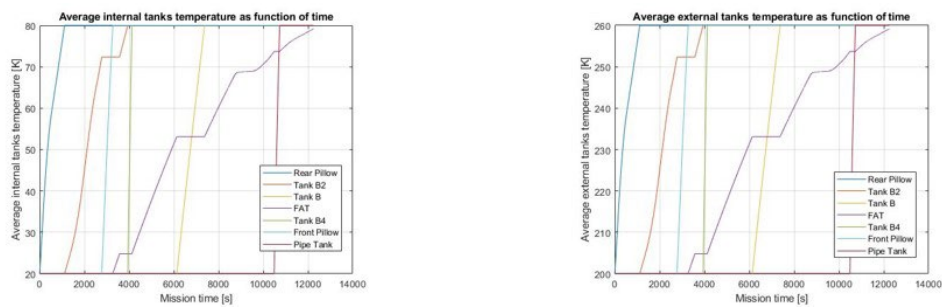 Average internal tanks temperature as function of time
Average internal tanks temperature [K]
80
70
60
50
40
30
20
0 2000 4000 6000 8000 10000 12000 14000
Mission time [s]
Rear Pillow
Tank B2
Tank B
FAT
Tank B4
Front Pillow
Pipe Tank
Average external tanks temperature as function of time
Average external tanks temperature [K]
260
250
240
230
220
210
200
0 2000 4000 6000 8000 10000 12000 14000
Mission time [s]
Rear Pillow
Tank B2
Tank B
FAT
Tank B4
Front Pillow
Pipe Tank